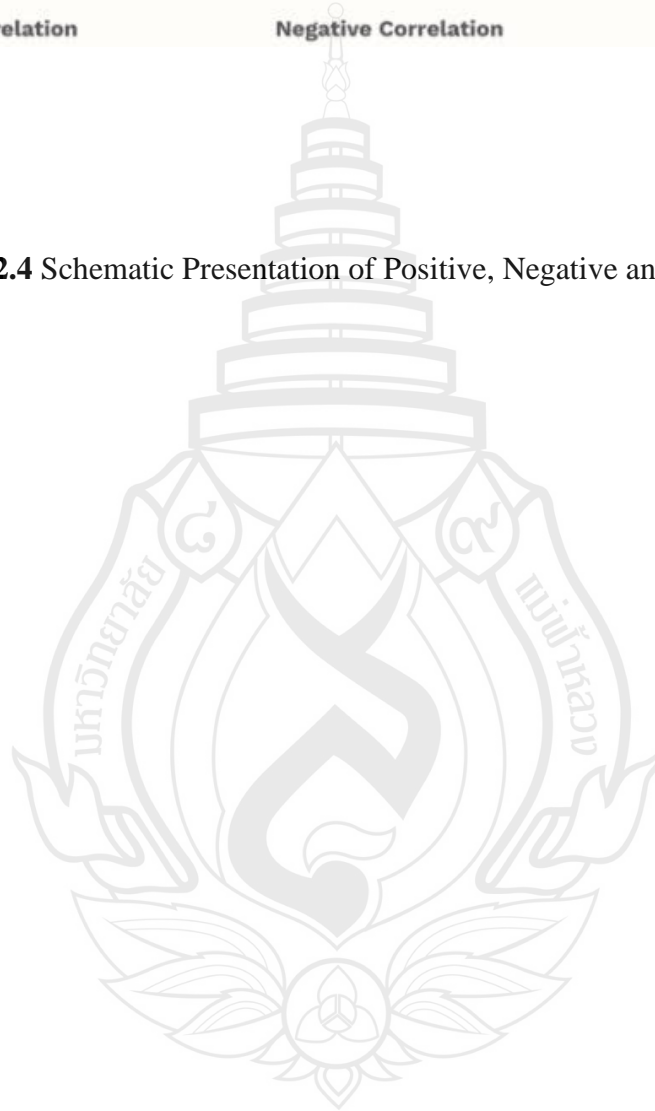 elation Negative Correlation
2.4 Schematic Presentation of Positive, Negative an
มหาวิทยาลัย แม่ฟ้าหลวง